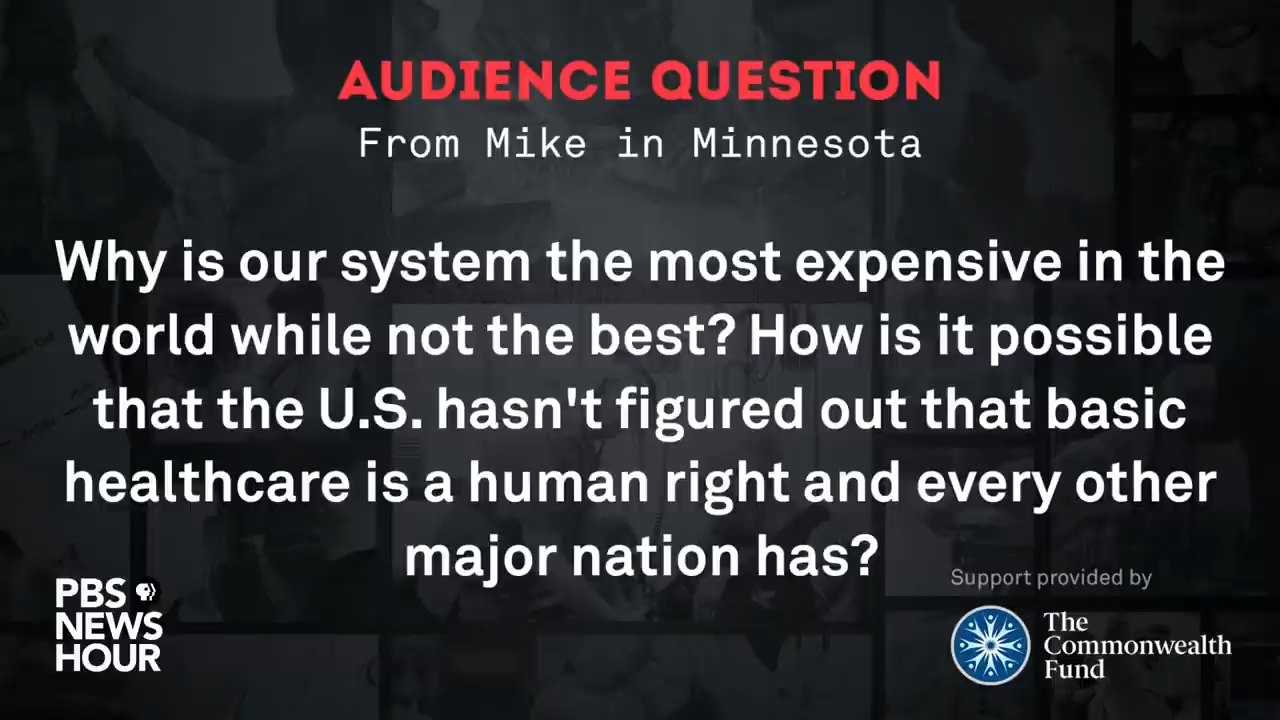 AUDIENCE QUESTION
From Mike in Minnesota
Why is our system the most expensive in the
world while not the best? How is it possible
that the U.S. hasn't figured out that basic
healthcare is a human right and every other
major nation has?
Support provided by
PBS
NEWS
HOUR
The
Commonwealth
Fund